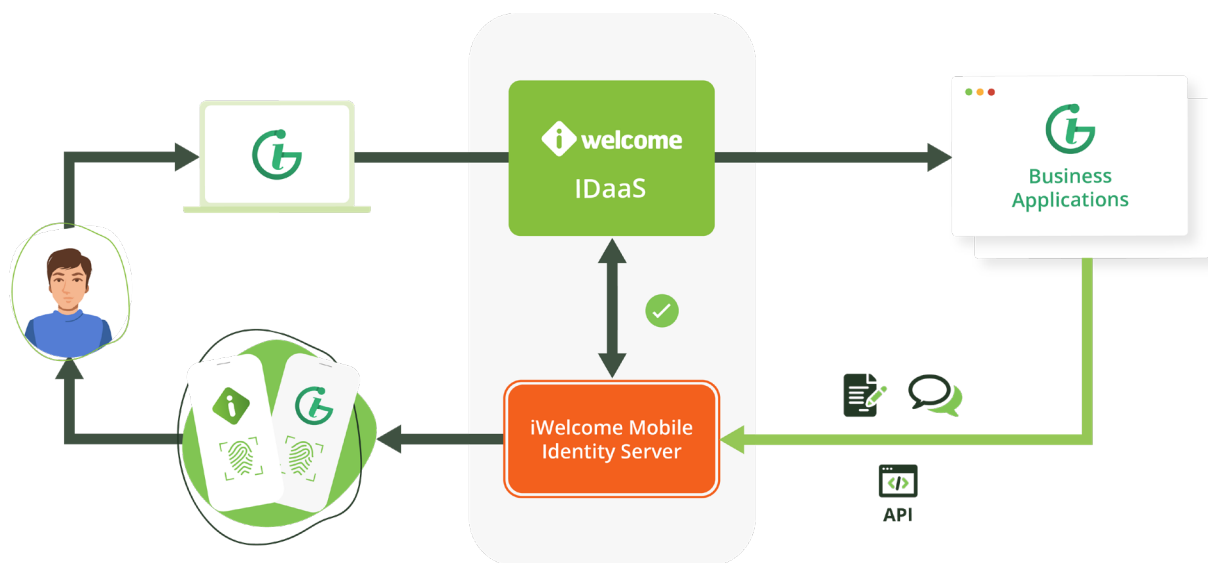 welcome
IDaaS
Business
Applications
iWelcome Mobile
Identity Server
API